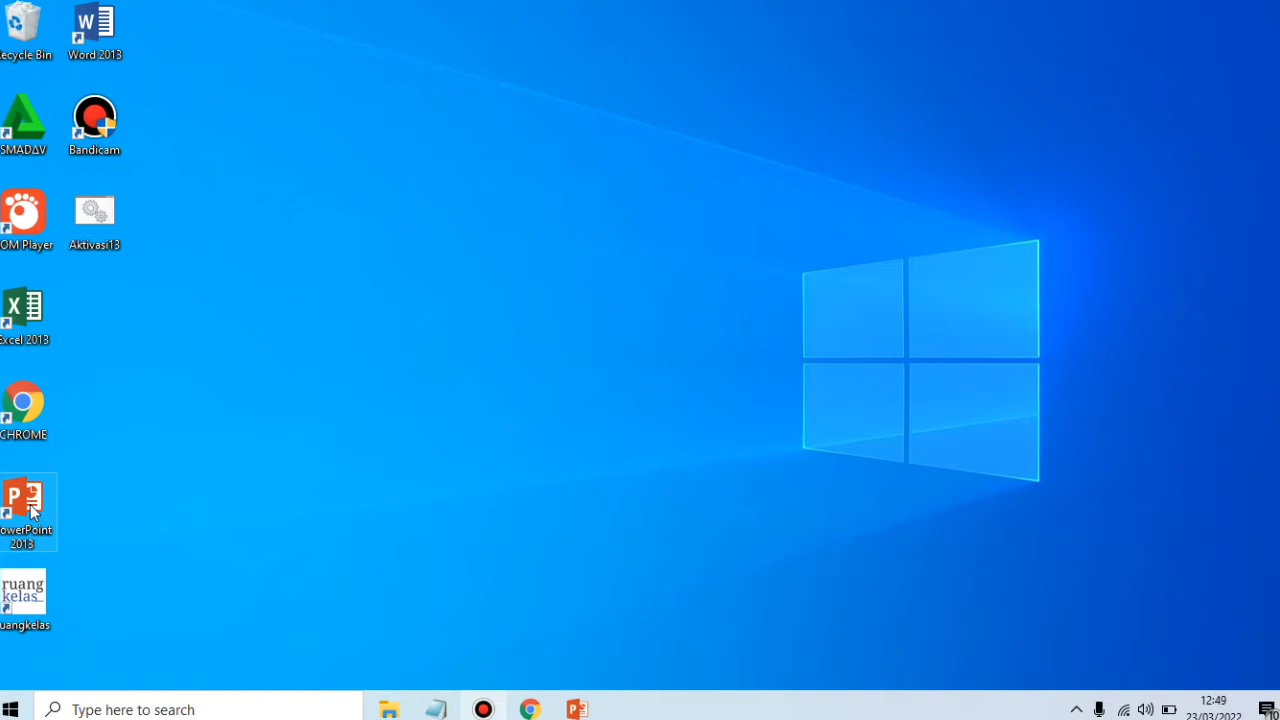 ecycle Bin
Word 2013
SMADΔV
Bandicam
OM Player
Aktivasi13
Excel 2013
CHROME
owerPoint
2013
ruang
kelas
uangkelas
Type here to search
12:49
23/03/2022